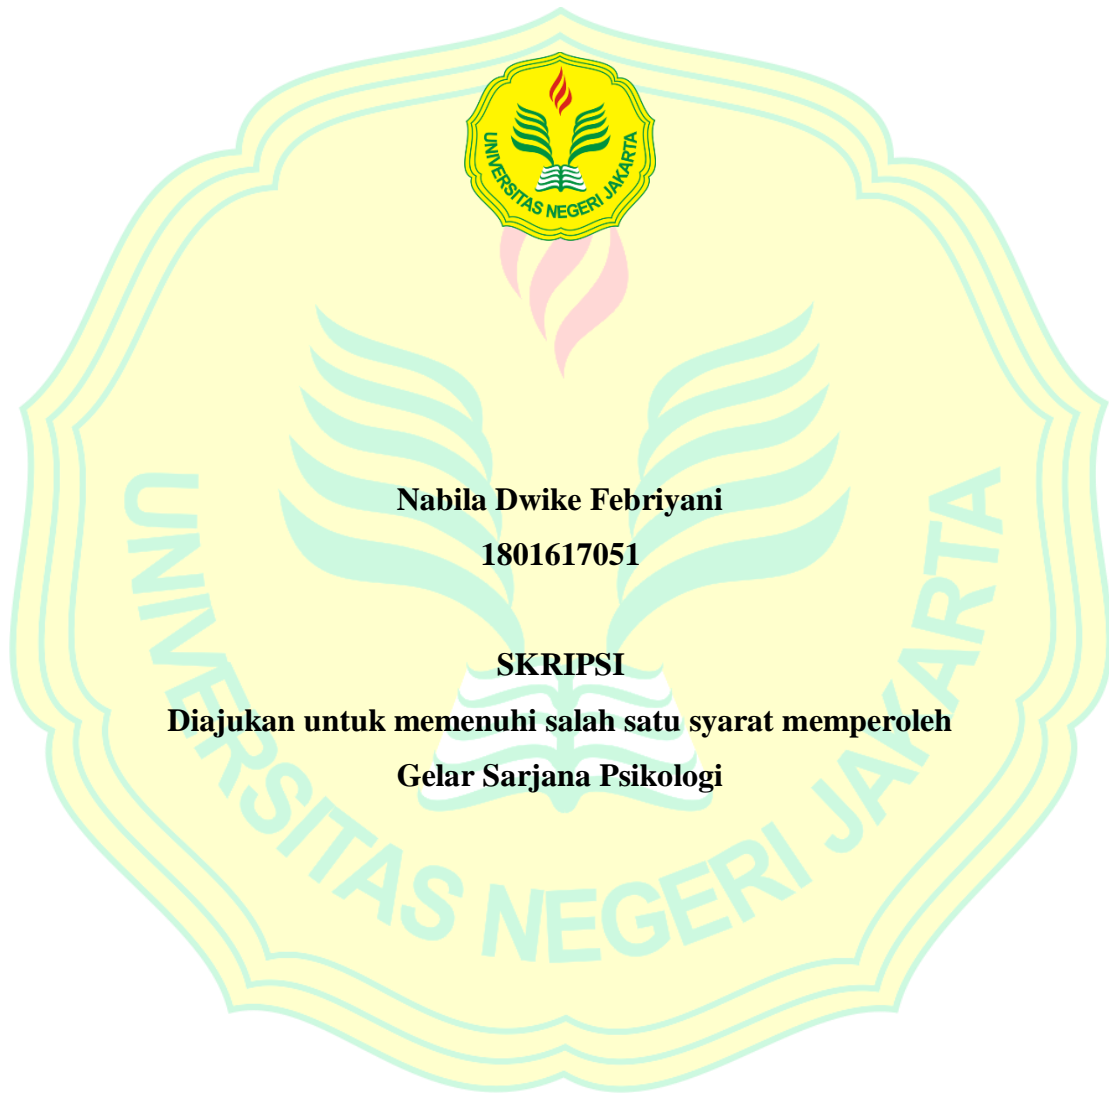 UNIVERSITAS NEGERI JAKARTA
Nabila Dwike Febriyani
1801617051
SKRIPSI
Diajukan untuk memenuhi salah satu syarat memperoleh
Gelar Sarjana Psikologi
UNIVERSITAS NEGERI JAKARTA